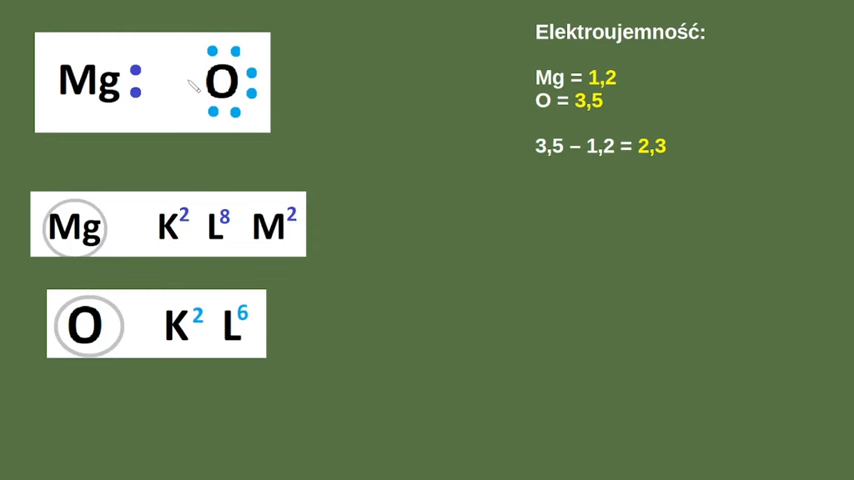 Mg O
Mg K2 L8 M2
O K2 L6
Elektroujemność:
Mg = 1,2
O = 3,5
3,5 – 1,2 = 2,3